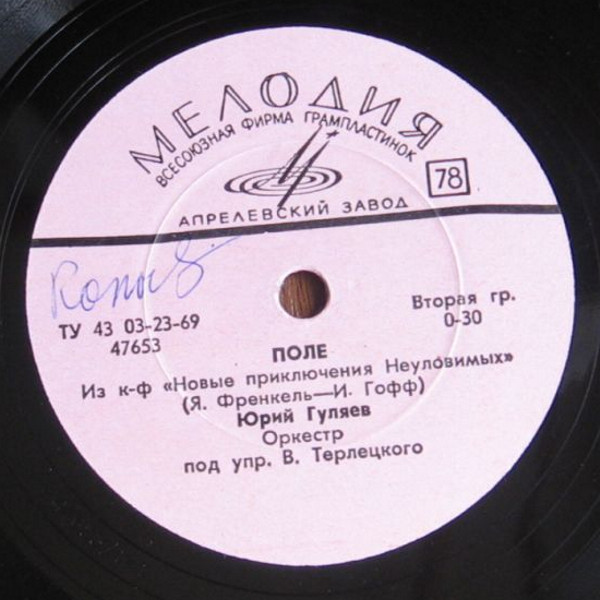 МЕЛОДИЯ
ВСЕСОЮЗНАЯ ФИРМА ГРАМПЛАСТИНОК
78
АПРЕЛЕВСКИЙ ЗАВОД
ТУ 43 03-23-69
47653
Вторая гр.
0-30
ПОЛЕ
Из к-ф «Новые приключения Неуловимых»
(Я. Френкель—И. Гофф)
Юрий Гуляев
Оркестр
под упр. В. Терлецкого